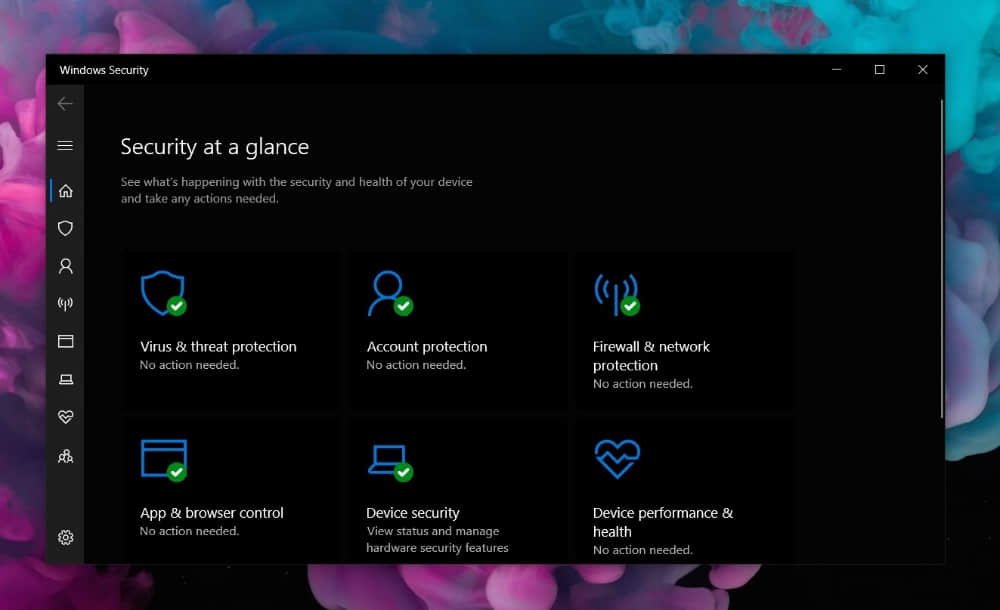 Windows Security
Security at a glance
See what's happening with the security and health of your device
and take any actions needed.
Virus & threat protection
No action needed.
Account protection
No action needed.
Firewall & network
protection
No action needed.
App & browser control
No action needed.
Device security
View status and manage
hardware security features
Device performance &
health
No action needed.